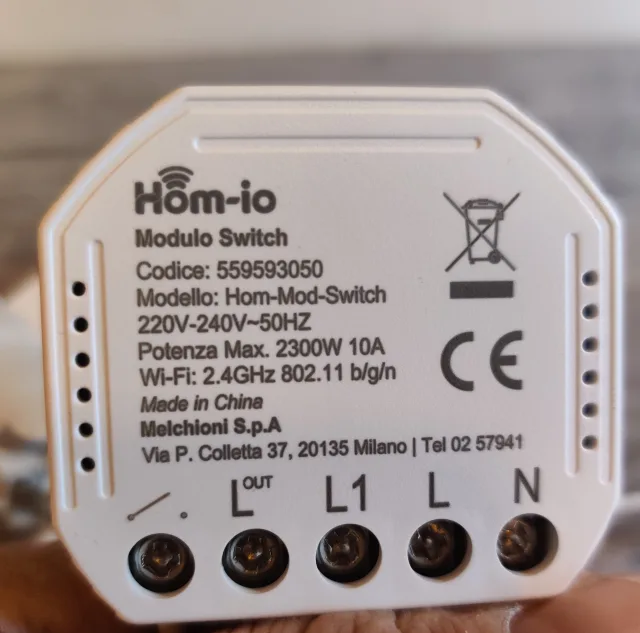 Hom-io
Modulo Switch
Codice: 559593050
Modello: Hom-Mod-Switch
220V-240V~50HZ
Potenza Max. 2300W 10A
Wi-Fi: 2.4GHz 802.11 b/g/n
Made in China
Melchioni S.p.A
Via P. Colletta 37, 20135 Milano | Tel 02 57941
CE
LOUT L1 L N